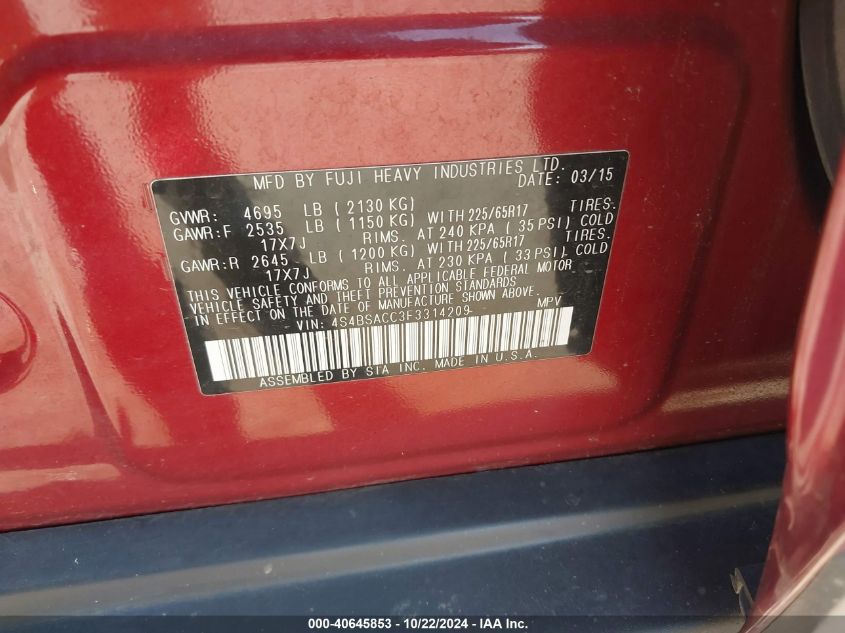 MFD BY FUJI HEAVY INDUSTRIES LTD.
DATE: 03/15
GVWR: 4695 LB ( 2130 KG)
GAWR:F 2535 LB ( 1150 KG) WITH 225/65R17 TIRES.
17X7J RIMS. AT 240 KPA ( 35 PSI) COLD
GAWR:R 2645 LB ( 1200 KG) WITH 225/65R17 TIRES.
17X7J RIMS. AT 230 KPA ( 33 PSI) COLD
THIS VEHICLE CONFORMS TO ALL APPLICABLE FEDERAL MOTOR
VEHICLE SAFETY AND THEFT PREVENTION STANDARDS
IN EFFECT ON THE DATE OF MANUFACTURE SHOWN ABOVE.
VIN: 4S4BSACC3F3314209 MPV
ASSEMBLED BY SIA INC. MADE IN U.S.A.
000-40645853 - 10/22/2024 - IAAI.com